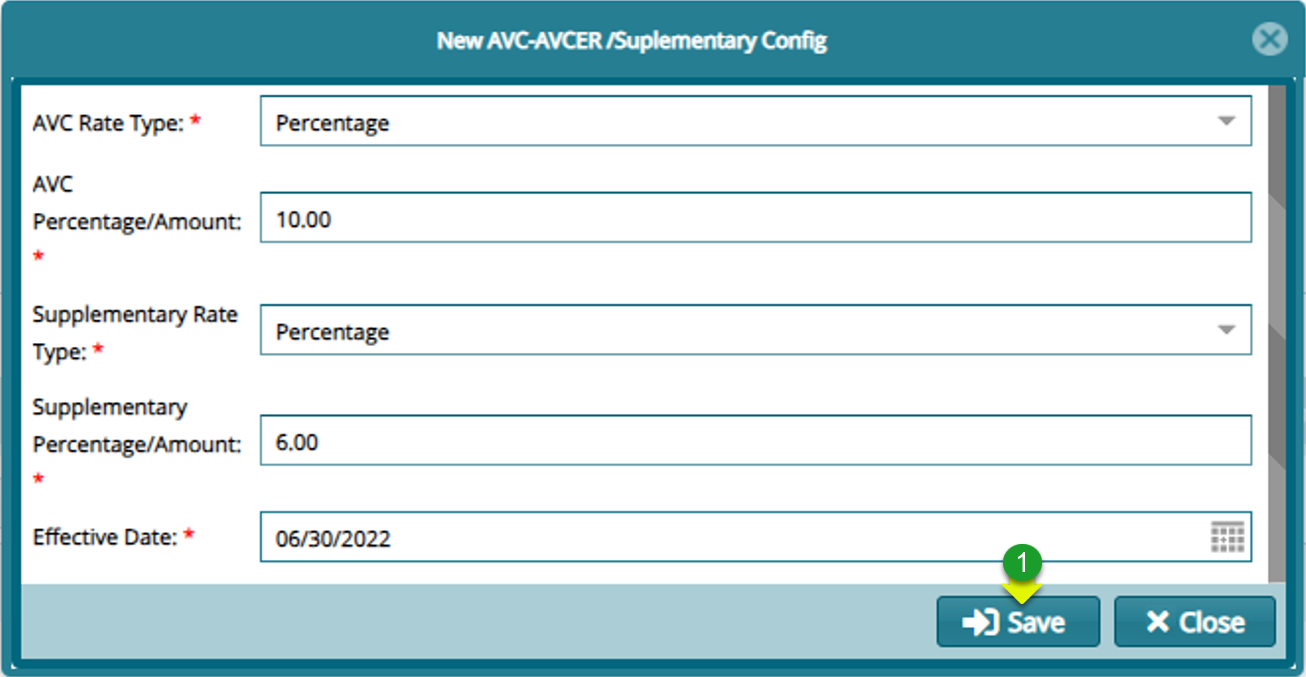 New AVC-AVCER /Suplementary Config
AVC Rate Type: *
Percentage
AVC
Percentage/Amount:
*
10.00
Supplementary Rate
Type: *
Percentage
Supplementary
Percentage/Amount:
*
6.00
Effective Date: *
06/30/2022
1
Save
Close